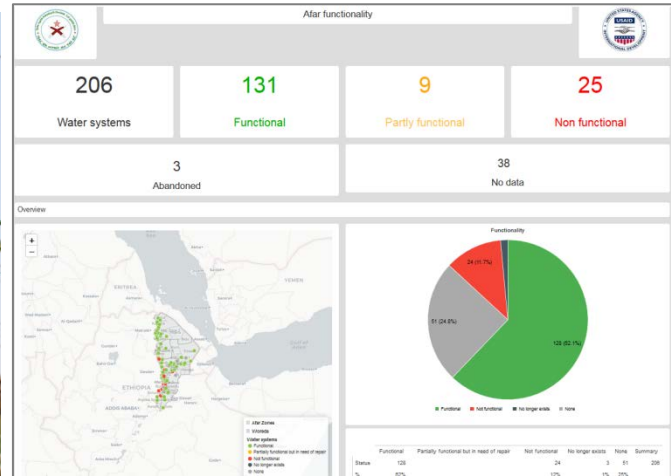 Afar functionality
206
Water systems
131
Functional
9
Partly functional
25
Non functional
3
Abandoned
38
No data
Overview
+
−
ERITREA
YEMEN
ETHIOPIA
ADDIS ABABA
Afar Zones
Woreda
Water systems
Functional
Partially functional but in need of repair
Not functional
No longer exists
None
Functionality
24 (11.7%)
51 (24.8%)
128 (62.1%)
Functional Not functional No longer exists None
Functional Partially functional but in need of repair Not functional No longer exists None Summary
Status 128 24 3 51 206
% 62% 12% 1% 25%
USAID